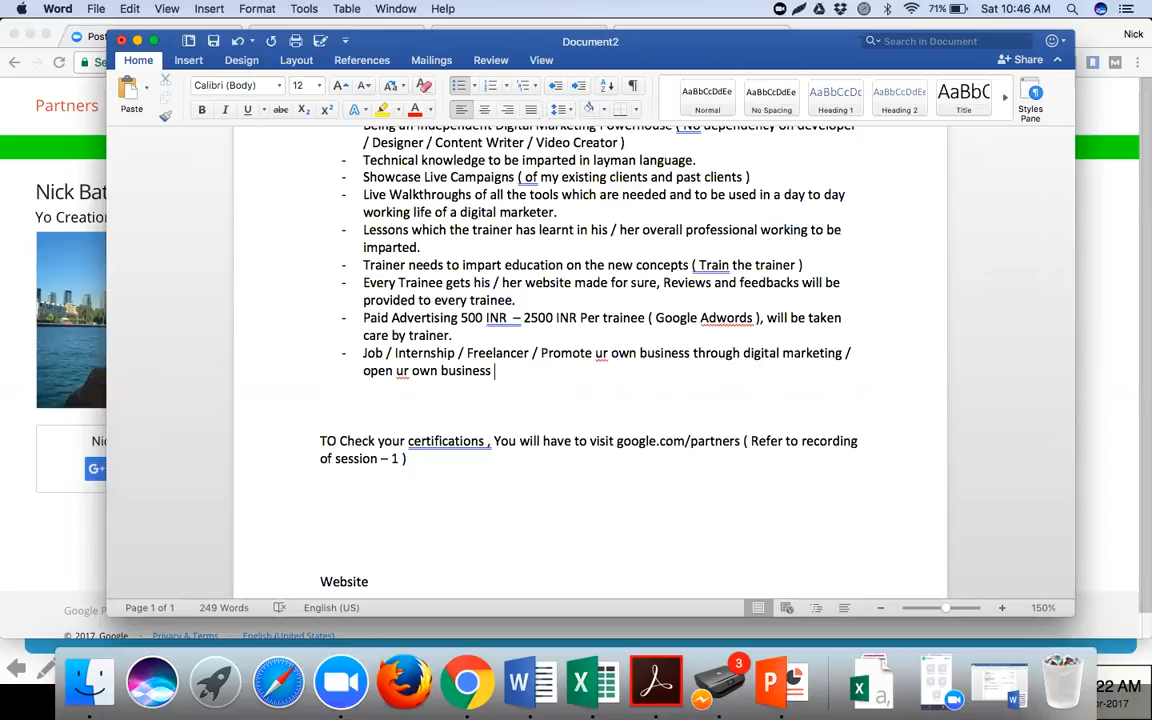 Word File Edit View Insert Format Tools Table Window Help 71% Sat 10:46 AM
Document2
Search in Document
Nick
Home Insert Design Layout References Mailings Review View
Share
Calibri (Body) 12
Paste
AaBbCcDdEe AaBbCcDdEe AaBbCcDc AaBbCcDdEe AaBbC
Normal No Spacing Heading 1 Heading 2 Title
Styles
Pane
Partners
Nick Bat
Yo Creation
Nic
G+
Being an Independent Digital Marketing Powerhouse ( No dependency on developer
/ Designer / Content Writer / Video Creator )
- Technical knowledge to be imparted in layman language.
- Showcase Live Campaigns ( of my existing clients and past clients )
- Live Walkthroughs of all the tools which are needed and to be used in a day to day
working life of a digital marketer.
- Lessons which the trainer has learnt in his / her overall professional working to be
imparted.
- Trainer needs to impart education on the new concepts ( Train the trainer )
- Every Trainee gets his / her website made for sure, Reviews and feedbacks will be
provided to every trainee.
- Paid Advertising 500 INR – 2500 INR Per trainee ( Google Adwords ), will be taken
care by trainer.
- Job / Internship / Freelancer / Promote ur own business through digital marketing /
open ur own business
TO Check your certifications , You will have to visit google.com/partners ( Refer to recording
of session – 1 )
Website
Page 1 of 1 249 Words English (US) 150%
Google P
© 2017 Google Privacy & Terms English (United States)
3
22 AM